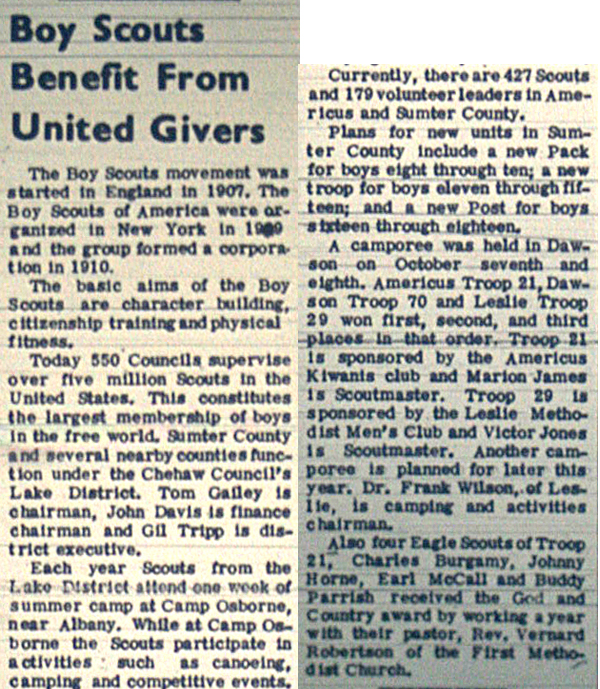 Boy Scouts
Benefit From
United Givers
The Boy Scouts movement was
started in England in 1907. The
Boy Scouts of America were or-
ganized in New York in 1909
and the group formed a corpora-
tion in 1910.
The basic aims of the Boy
Scouts are character building,
citizenship training and physical
fitness.
Today 550 Councils supervise
over five million Scouts in the
United States. This constitutes
the largest membership of boys
in the free world. Sumter County
and several nearby counties func-
tion under the Chehaw Council's
Lake District. Tom Gailey is
chairman, John Davis is finance
chairman and Gil Tripp is dis-
trict executive.
Each year Scouts from the
Lake District attend one week of
summer camp at Camp Osborne,
near Albany. While at Camp Os-
borne the Scouts participate in
activities such as canoeing,
camping and competitive events.
Currently, there are 427 Scouts
and 179 volunteer leaders in Ame-
ricus and Sumter County.
Plans for new units in Sum-
ter County include a new Pack
for boys eight through ten; a new
troop for boys eleven through fif-
teen; and a new Post for boys
sixteen through eighteen.
A camporee was held in Daw-
son on October seventh and
eighth. Americus Troop 21, Daw-
son Troop 70 and Leslie Troop
29 won first, second, and third
places in that order. Troop 21
is sponsored by the Americus
Kiwanis club and Marion James
is Scoutmaster. Troop 29 is
sponsored by the Leslie Metho-
dist Men's Club and Victor Jones
is Scoutmaster. Another cam-
poree is planned for later this
year. Dr. Frank Wilson, of Les-
lie, is camping and activities
chairman.
Also four Eagle Scouts of Troop
21, Charles Burgamy, Johnny
Horne, Earl McCall and Buddy
Parrish received the God and
Country award by working a year
with their pastor, Rev. Vernard
Robertson of the First Metho-
dist Church.